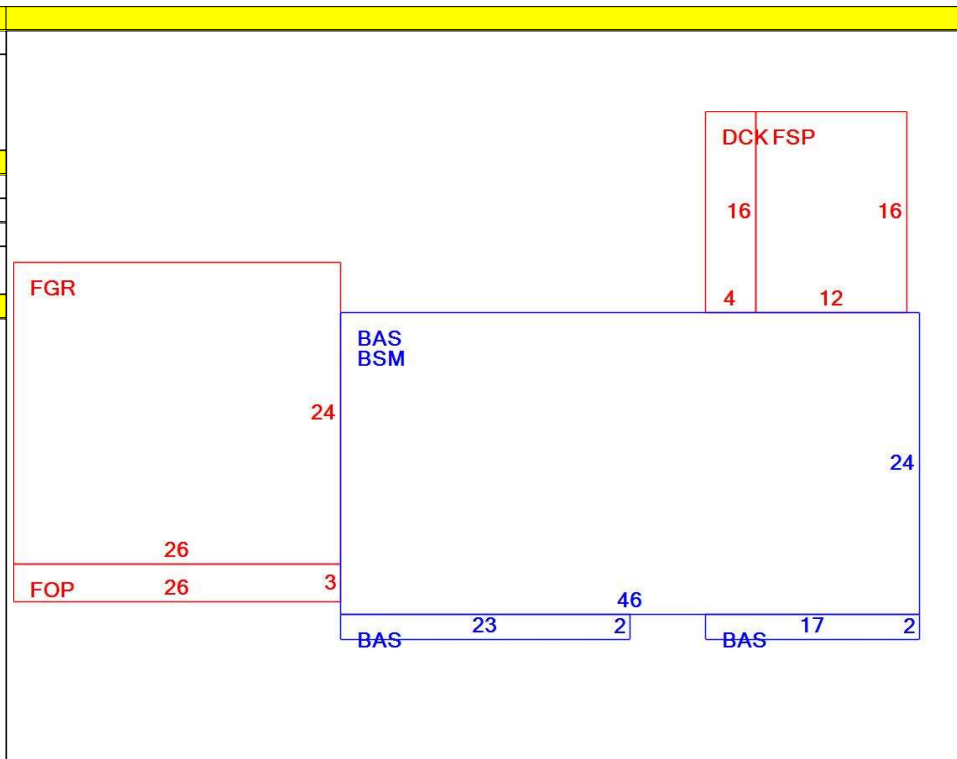 DCK FSP
16 16
4 12
FGR
BAS
BSM
24
24
26
FOP 26 3
46
BAS 23 2
BAS 17 2